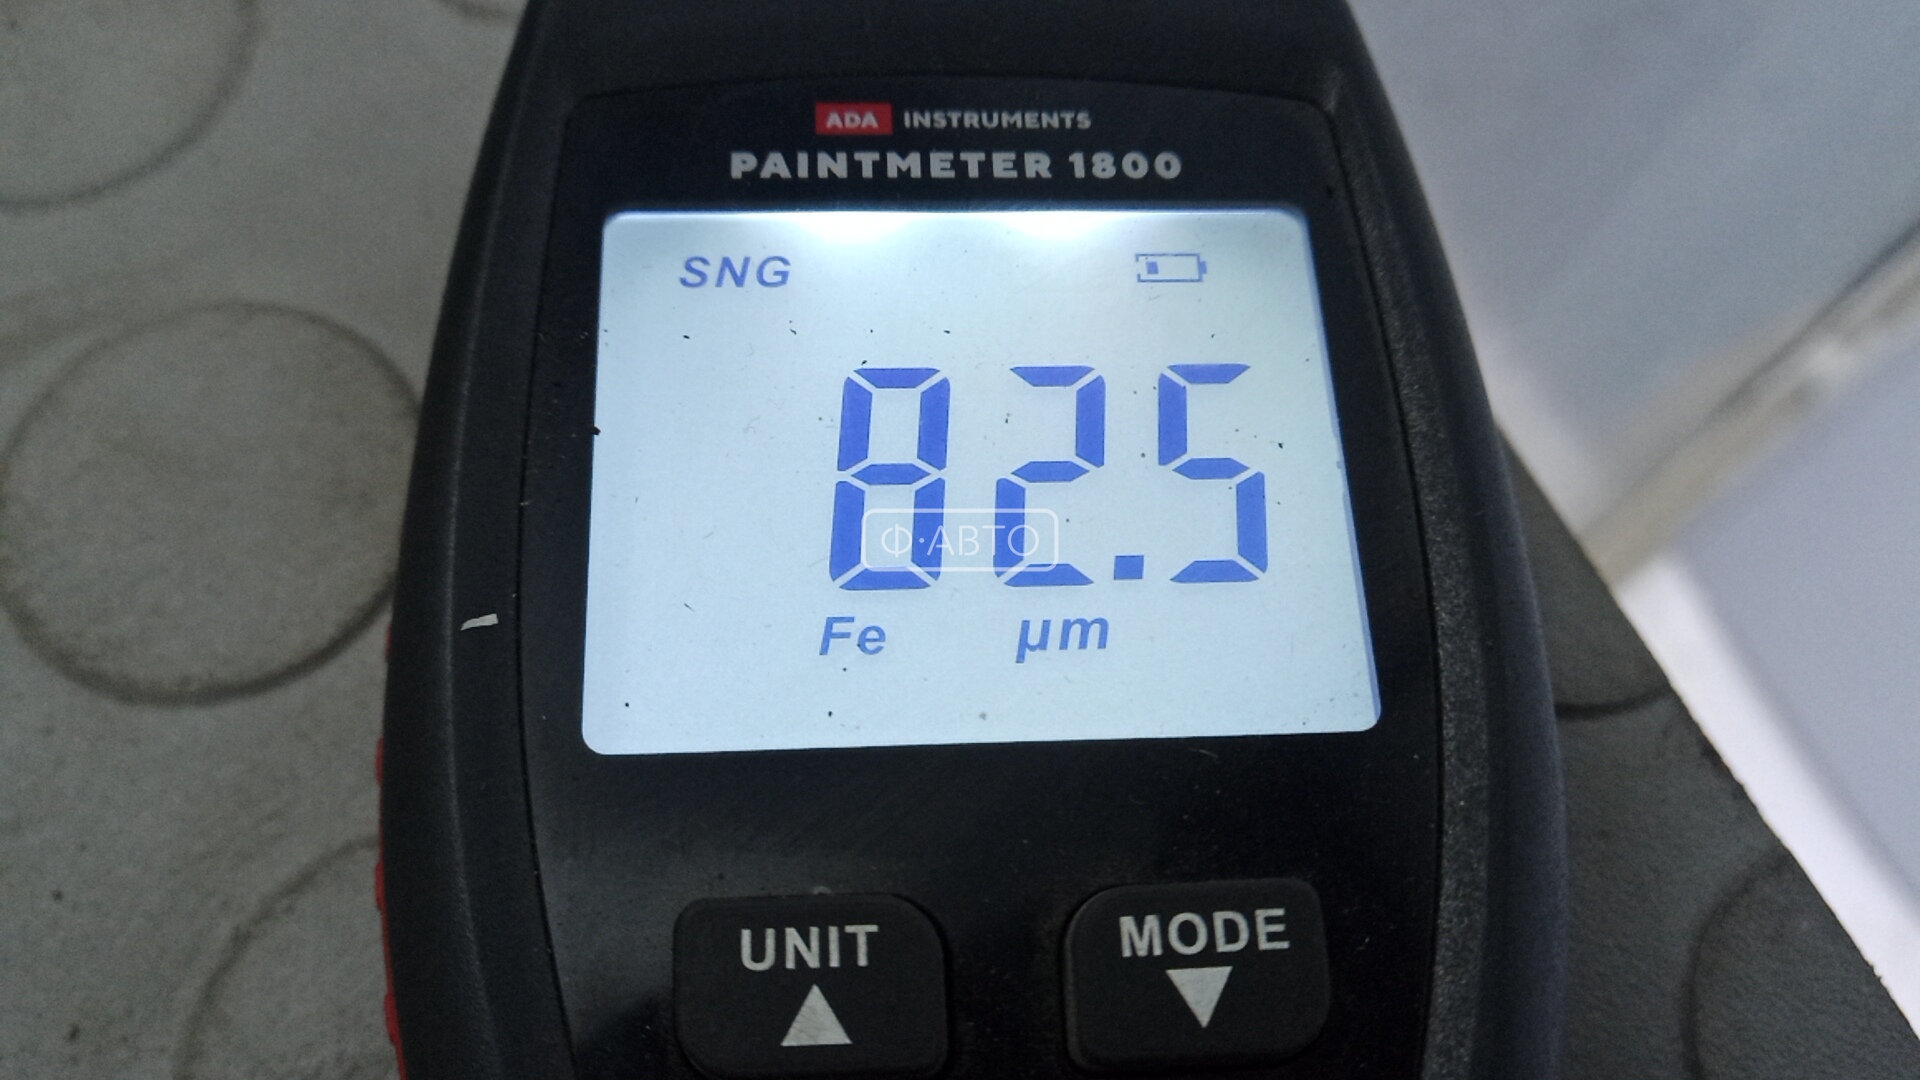 ADA INSTRUMENTS
PAINTMETER 1800
SNG
82.5
Ф·АВТО
Fe µm
UNIT MODE